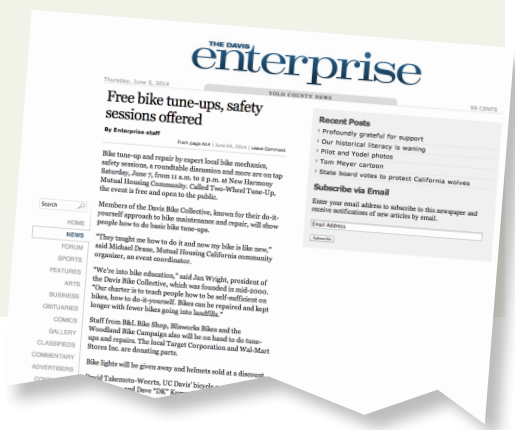 THE DAVIS
enterprise
Thursday, June 5, 2014
YOLO COUNTY NEWS
99 CENTS
Free bike tune-ups, safety
sessions offered
By Enterprise staff
From page A14 | June 04, 2014 | Leave Comment
Bike tune-up and repair by expert local bike mechanics,
safety sessions, a roundtable discussion and more are on tap
Saturday, June 7, from 11 a.m. to 2 p.m. at New Harmony
Mutual Housing Community. Called Two-Wheel Tune-Up,
the event is free and open to the public.
Members of the Davis Bike Collective, known for their do-it-
yourself approach to bike maintenance and repair, will show
people how to do basic bike tune-ups.
"They taught me how to do it and now my bike is like new,"
said Michael Drane, Mutual Housing California community
organizer, an event coordinator.
"We're into bike education," said Jan Wright, president of
the Davis Bike Collective, which was founded in mid-2000.
"Our charter is to teach people how to be self-sufficient on
bikes, how to do-it-yourself. Bikes can be repaired and kept
longer with fewer bikes going into landfills."
Staff from B&L Bike Shop, Blisworks Bikes and the
Woodland Bike Campaign also will be on hand to do tune-
ups and repairs. The local Target Corporation and Wal-Mart
Stores Inc. are donating parts.
Bike lights will be given away and helmets sold at a discount.
David Takemoto-Weerts, UC Davis' bicycle
and Dave "DK"
Search
HOME
NEWS
FORUM
SPORTS
FEATURES
ARTS
BUSINESS
OBITUARIES
COMICS
GALLERY
CLASSIFIEDS
COMMENTARY
ADVERTISERS
Recent Posts
› Profoundly grateful for support
› Our historical literacy is waning
› Pilot and Yodel photos
› Tom Meyer cartoon
› State board votes to protect California wolves
Subscribe via Email
Enter your email address to subscribe to this newspaper and
receive notifications of new articles by email.
Email Address
Subscribe